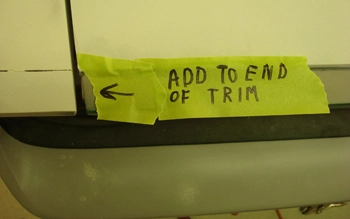 ← ADD TO END
OF TRIM